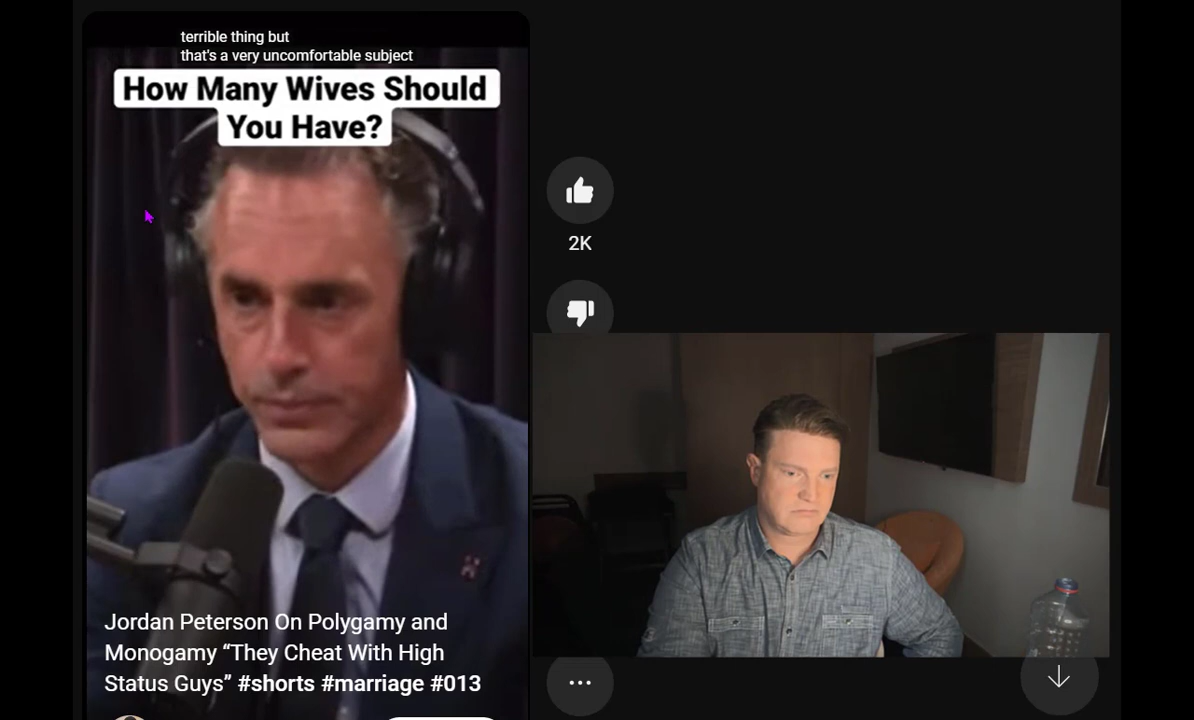 terrible thing but
that's a very uncomfortable subject
How Many Wives Should
You Have?
2K
Jordan Peterson On Polygamy and
Monogamy “They Cheat With High
Status Guys” #shorts #marriage #013